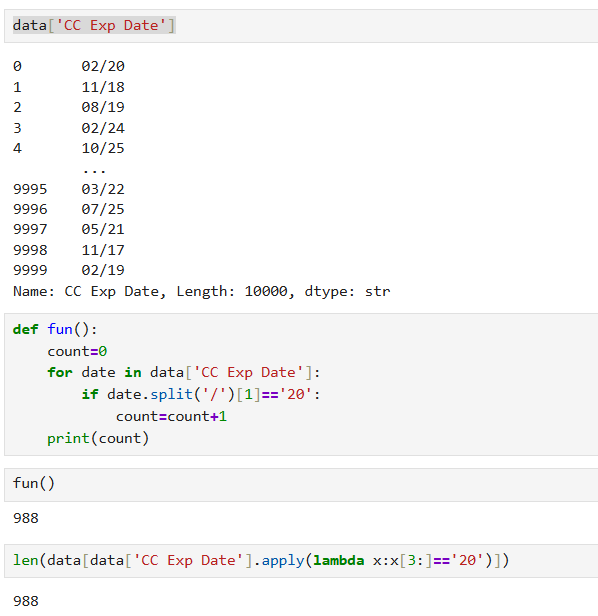 data['CC Exp Date']
0       02/20
1       11/18
2       08/19
3       02/24
4       10/25
        ...
9995    03/22
9996    07/25
9997    05/21
9998    11/17
9999    02/19
Name: CC Exp Date, Length: 10000, dtype: str
def fun():
    count=0
    for date in data['CC Exp Date']:
        if date.split('/')[1]=='20':
            count=count+1
    print(count)
fun()
988
len(data[data['CC Exp Date'].apply(lambda x:x[3:]=='20')])
988